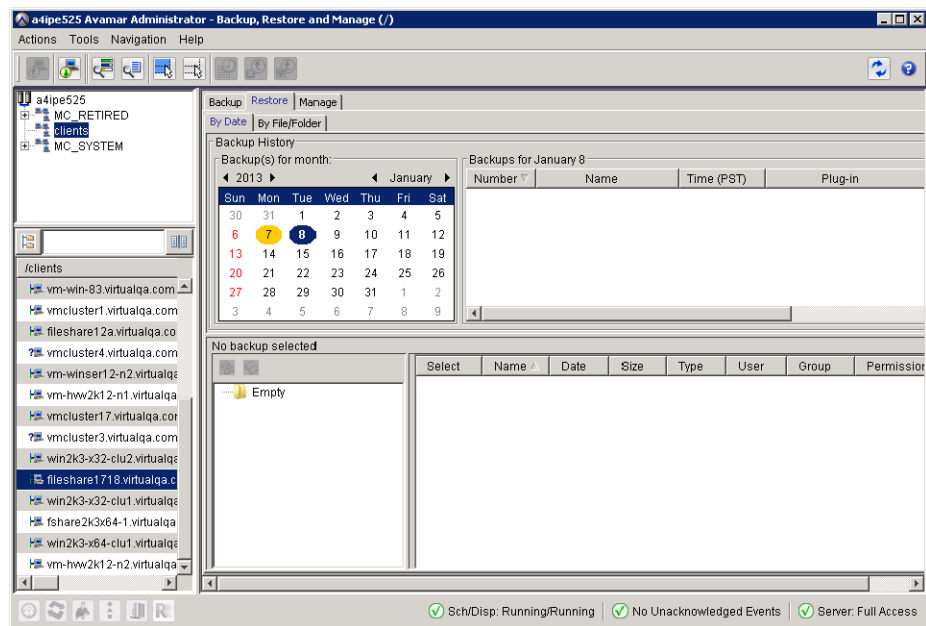 a4ipe525 Avamar Administrator - Backup, Restore and Manage (/)
Actions Tools Navigation Help
a4ipe525
MC_RETIRED
clients
MC_SYSTEM
/clients
vm-win-83.virtualqa.com
vmcluster1.virtualqa.com
fileshare12a.virtualqa.co
vmcluster4.virtualqa.com
vm-winser12-n2.virtualqa
vm-hvw2k12-n1.virtualqa
vmcluster17.virtualqa.cor
vmcluster3.virtualqa.com
win2k3-x32-clu2.virtualqa
fileshare1718.virtualqa.c
win2k3-x32-clu1.virtualqa
fshare2k3x64-1.virtualqa
win2k3-x64-clu1.virtualqa
vm-hvw2k12-n2.virtualqa
Backup Restore Manage
By Date By File/Folder
Backup History
Backup(s) for month:
2013 January
Sun Mon Tue Wed Thu Fri Sat
30 31 1 2 3 4 5
6 7 8 9 10 11 12
13 14 15 16 17 18 19
20 21 22 23 24 25 26
27 28 29 30 31 1 2
3 4 5 6 7 8 9
Backups for January 8
Number Name Time (PST) Plug-in
No backup selected
Empty
Select Name Date Size Type User Group Permission
Sch/Disp: Running/Running No Unacknowledged Events Server: Full Access